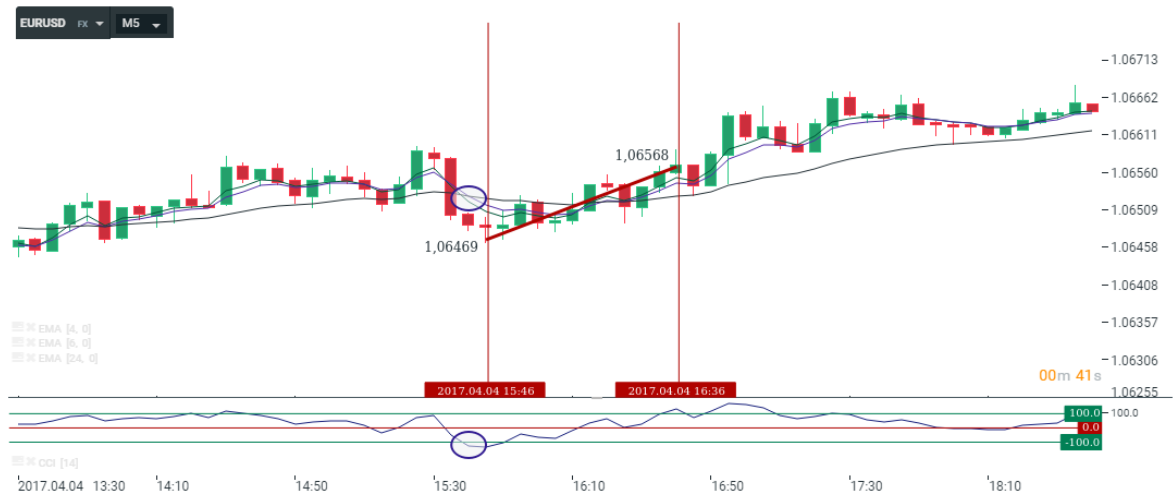 EURUSD FX M5
1.06713
1.06662
1.06611
1,06568
1.06560
1.06509
1,06469
1.06458
1.06408
1.06357
EMA [4, 0]
EMA [6, 0]
EMA [24, 0]
1.06306
00m 41s
2017.04.04 15:46 2017.04.04 16:36
1.06255
100.0 100.0
0.0
-100.0
CCI [14]
2017.04.04 13:30 14:10 14:50 15:30 16:10 16:50 17:30 18:10